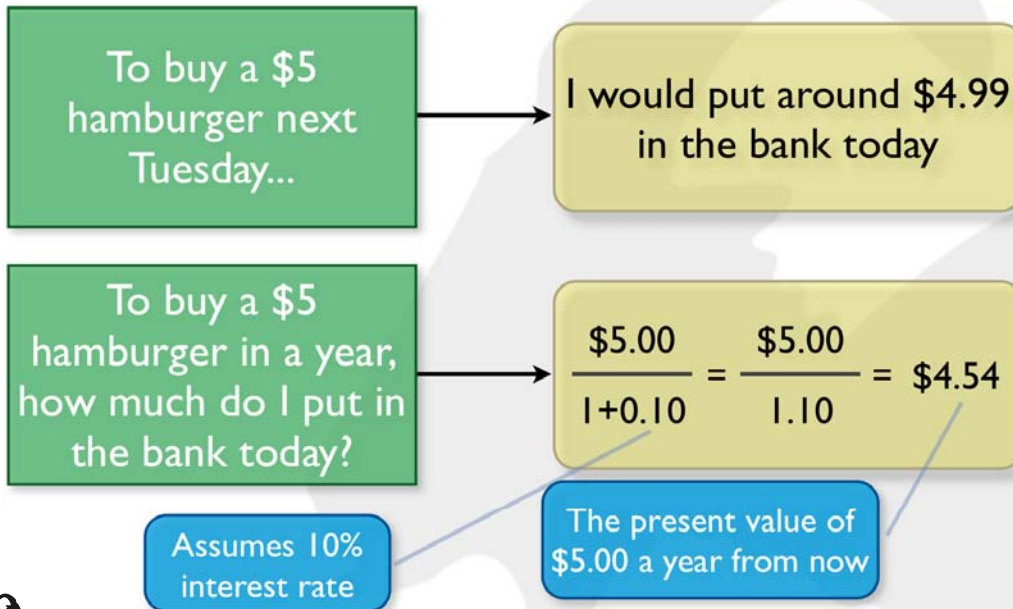 To buy a $5
hamburger next
Tuesday...
I would put around $4.99
in the bank today
To buy a $5
hamburger in a year,
how much do I put in
the bank today?
$5.00 $5.00
= = $4.54
1+0.10 1.10
Assumes 10%
interest rate
The present value of
$5.00 a year from now